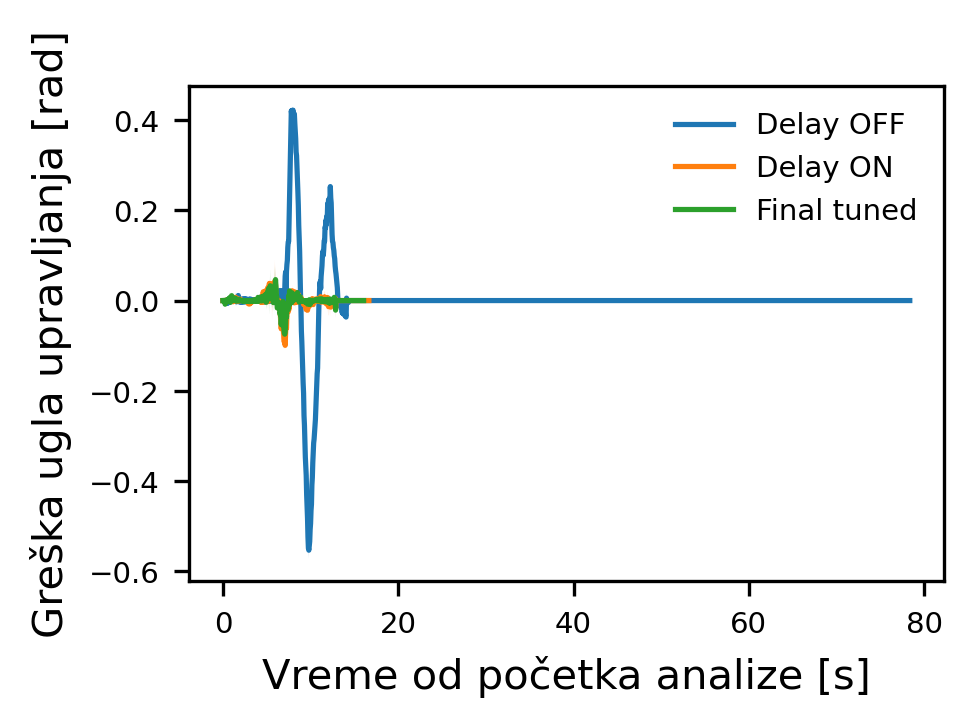 Greška ugla upravljanja [rad]
0.4
0.2
0.0
−0.2
−0.4
−0.6
Delay OFF
Delay ON
Final tuned
0 20 40 60 80
Vreme od početka analize [s]